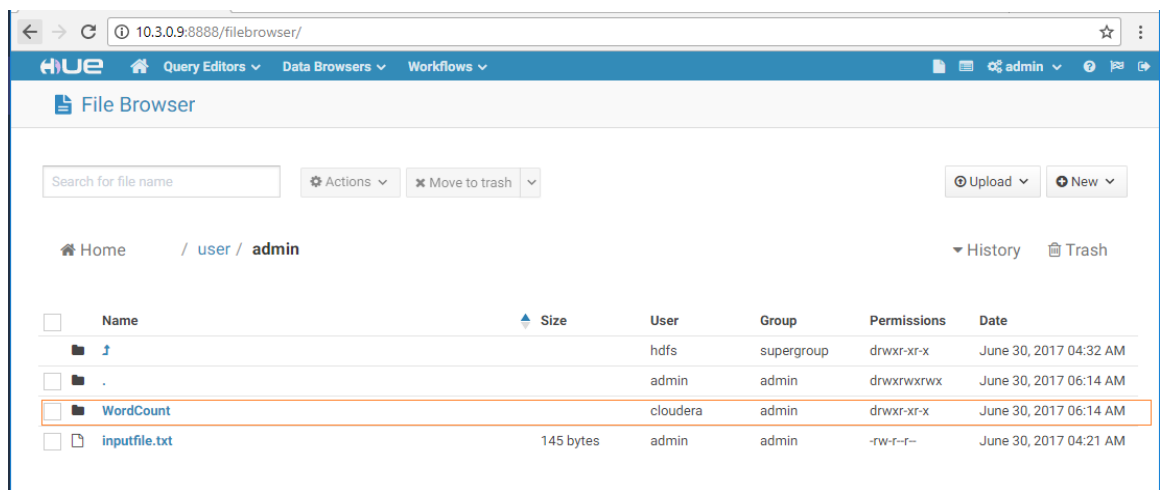 10.3.0.9:8888/filebrowser/
HUE Query Editors Data Browsers Workflows admin
File Browser
Search for file name Actions Move to trash Upload New
Home / user / admin History Trash
Name Size User Group Permissions Date
hdfs supergroup drwxr-xr-x June 30, 2017 04:32 AM
. admin admin drwxrwxrwx June 30, 2017 06:14 AM
WordCount cloudera admin drwxr-xr-x June 30, 2017 06:14 AM
inputfile.txt 145 bytes admin admin -rw-r--r-- June 30, 2017 04:21 AM